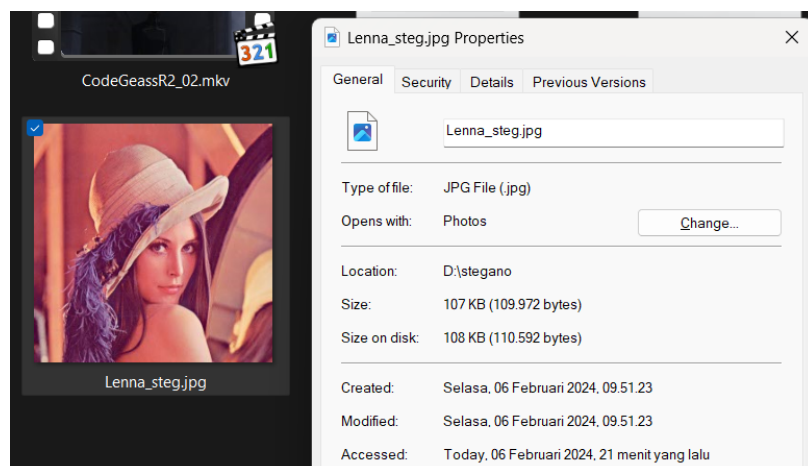 321
CodeGeassR2_02.mkv
Lenna_steg.jpg
Lenna_steg.jpg Properties
General Security Details Previous Versions
Lenna_steg.jpg
Type of file: JPG File (.jpg)
Opens with: Photos Change...
Location: D:\stegano
Size: 107 KB (109.972 bytes)
Size on disk: 108 KB (110.592 bytes)
Created: Selasa, 06 Februari 2024, 09.51.23
Modified: Selasa, 06 Februari 2024, 09.51.23
Accessed: Today, 06 Februari 2024, 21 menit yang lalu